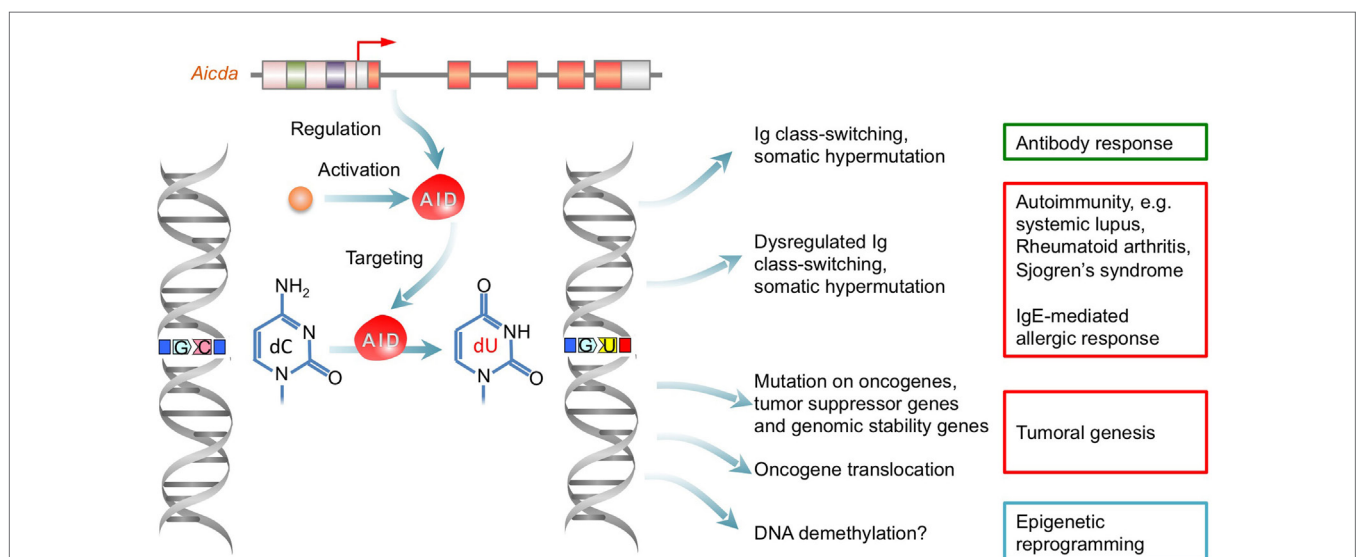 Aicda
Regulation
Activation
AID
Targeting
NH2
N
dC
N
O
AID
O
NH
dU
N
O
G C
G U
Ig class-switching,
somatic hypermutation
Antibody response
Dysregulated Ig
class-switching,
somatic hypermutation
Autoimmunity, e.g.
systemic lupus,
Rheumatoid arthritis,
Sjogren’s syndrome
IgE-mediated
allergic response
Mutation on oncogenes,
tumor suppressor genes
and genomic stability genes
Oncogene translocation
Tumoral genesis
DNA demethylation?
Epigenetic
reprogramming